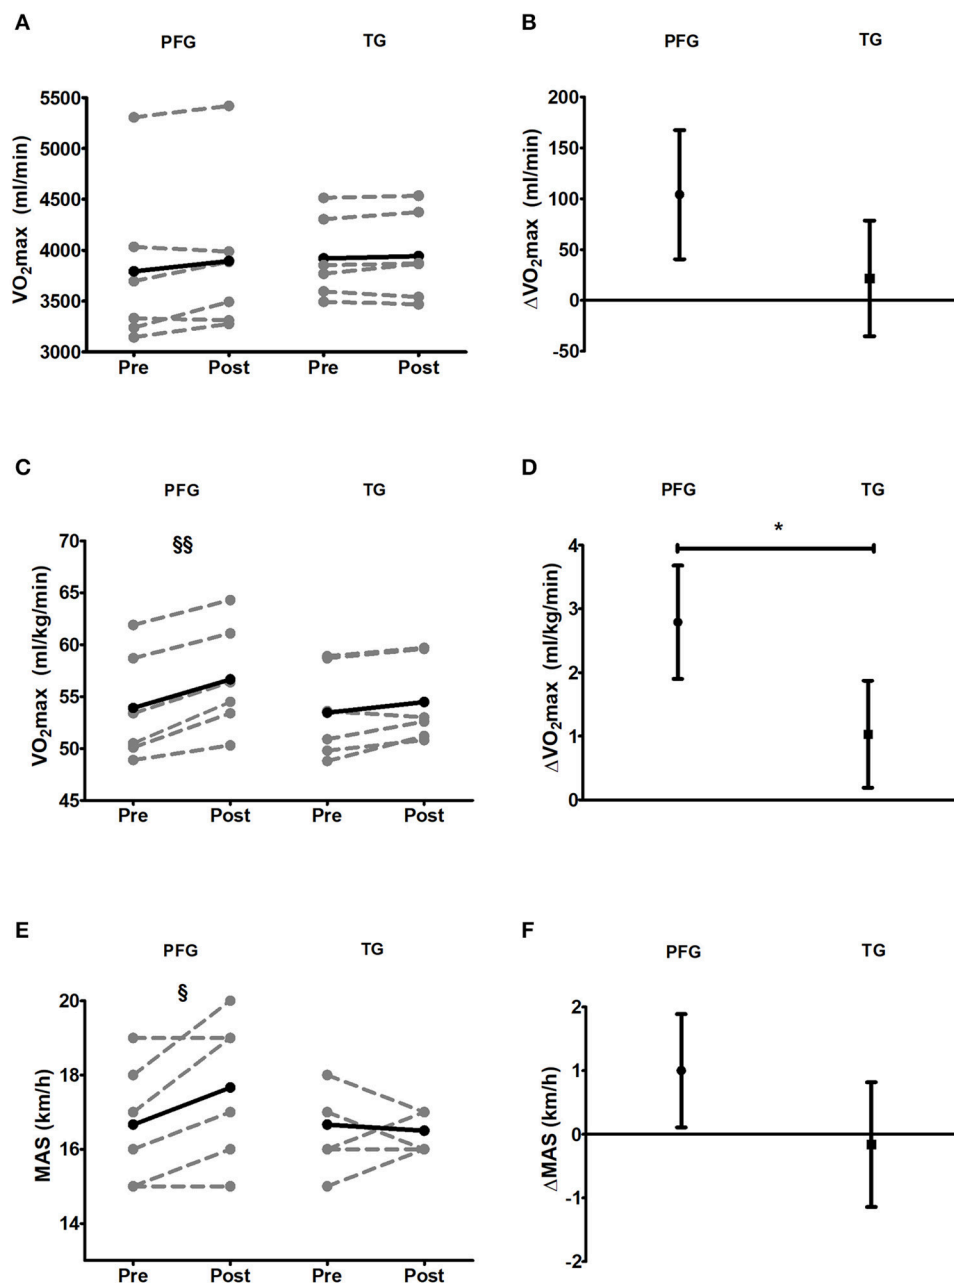 A
B
PFG
TG
PFG
TG
5500
5000
4500
4000
3500
3000
VO2max (ml/min)
Pre
Post
Pre
Post
200
150
100
50
0
-50
ΔVO2max (ml/min)
C
D
PFG
TG
PFG
TG
§§
*
70
65
60
55
50
45
VO2max (ml/kg/min)
Pre
Post
Pre
Post
4
3
2
1
0
ΔVO2max (ml/kg/min)
E
F
PFG
TG
PFG
TG
§
20
18
16
14
MAS (km/h)
Pre
Post
Pre
Post
2
1
0
-1
-2
ΔMAS (km/h)